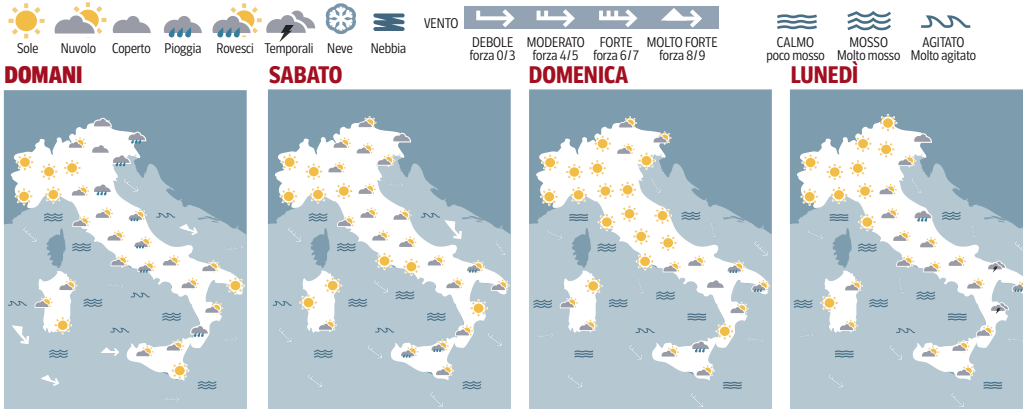 Sole Nuvolo Coperto Pioggia Rovesci Temporali Neve Nebbia
VENTO
DEBOLE MODERATO FORTE MOLTO FORTE
forza 0/3 forza 4/5 forza 6/7 forza 8/9
CALMO MOSSO AGITATO
poco mosso Molto mosso Molto agitato
DOMANI SABATO DOMENICA LUNEDÌ